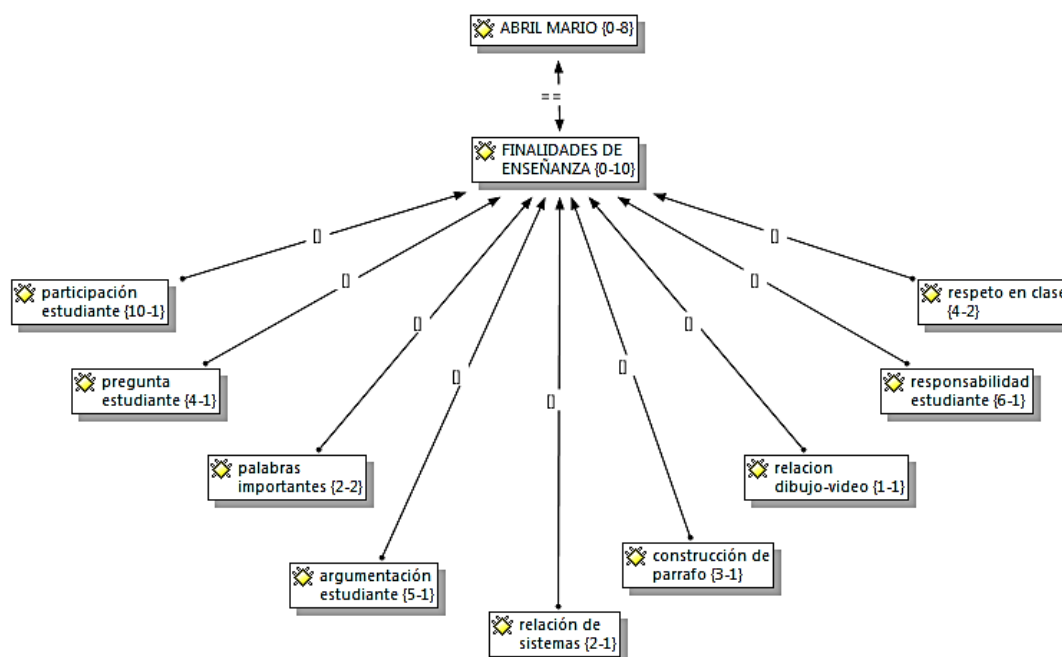 ABRIL MARIO {0-8}
==
FINALIDADES DE
ENSEÑANZA {0-10}
[]
[]
[]
[]
[]
[]
[]
[]
[]
participación
estudiante {10-1}
respeto en clase
{4-2}
pregunta
estudiante {4-1}
responsabilidad
estudiante {6-1}
palabras
importantes {2-2}
relacion
dibujo-video {1-1}
argumentación
estudiante {5-1}
construcción de
parrafo {3-1}
relación de
sistemas {2-1}